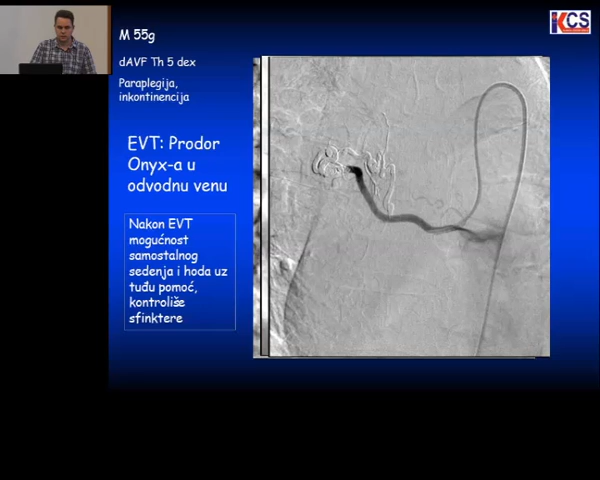 M 55g
dAVF Th 5 dex
Paraplegija,
inkontinencija
EVT: Prodor
Onyx-a u
odvodnu venu
Nakon EVT
mogućnost
samostalnog
sedenja i hoda uz
tuđu pomoć,
kontroliše
sfinktere
KCS